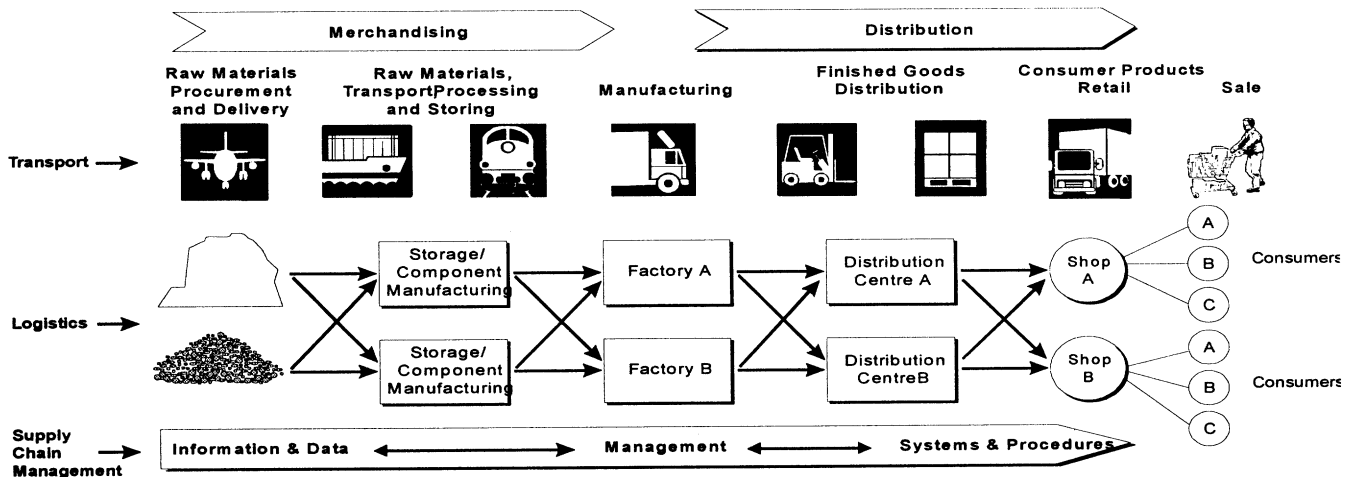 Merchandising
Distribution
Raw Materials
Procurement
and Delivery
Raw Materials,
Transport,Processing
and Storing
Manufacturing
Finished Goods
Distribution
Consumer Products
Retail
Sale
Transport
Logistics
Storage/
Component
Manufacturing
Factory A
Distribution
Centre A
Shop
A
A
B
C
Consumers
Storage/
Component
Manufacturing
Factory B
Distribution
CentreB
Shop
B
A
B
C
Consumers
Supply
Chain
Management
Information & Data
Management
Systems & Procedures